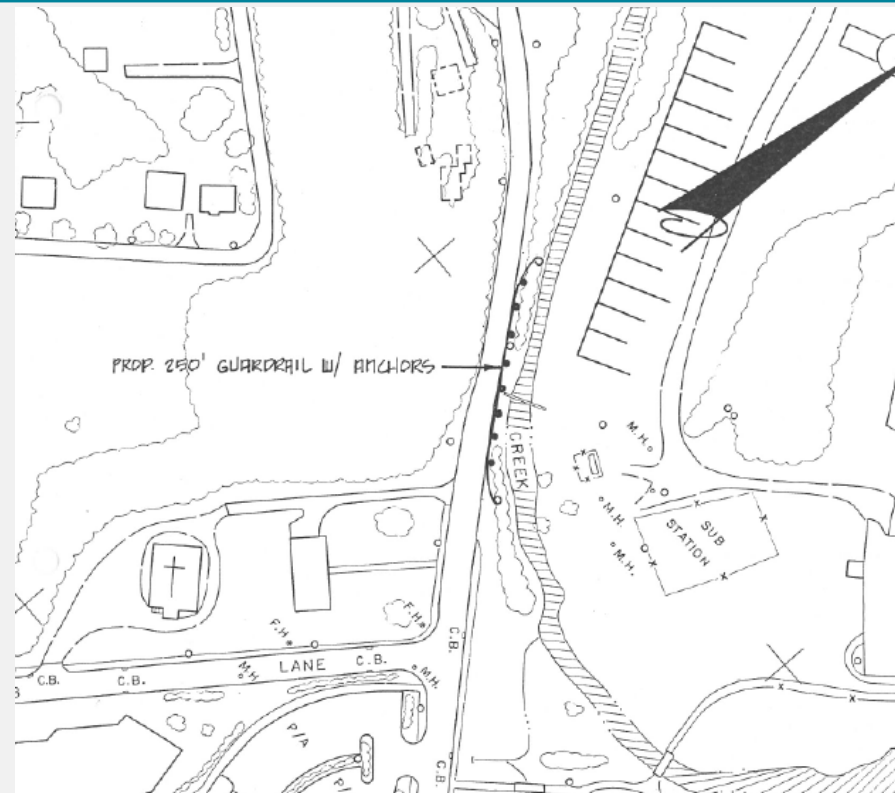 PROP. 250' GUARDRAIL W/ ANCHORS
CREEK
M.H.
M.H.
SUB
STATION
M.H.
F.H.
F.H.
C.B.
LANE
C.B.
M.H.
M.H.
C.B.
C.B.
P/A
C.B.